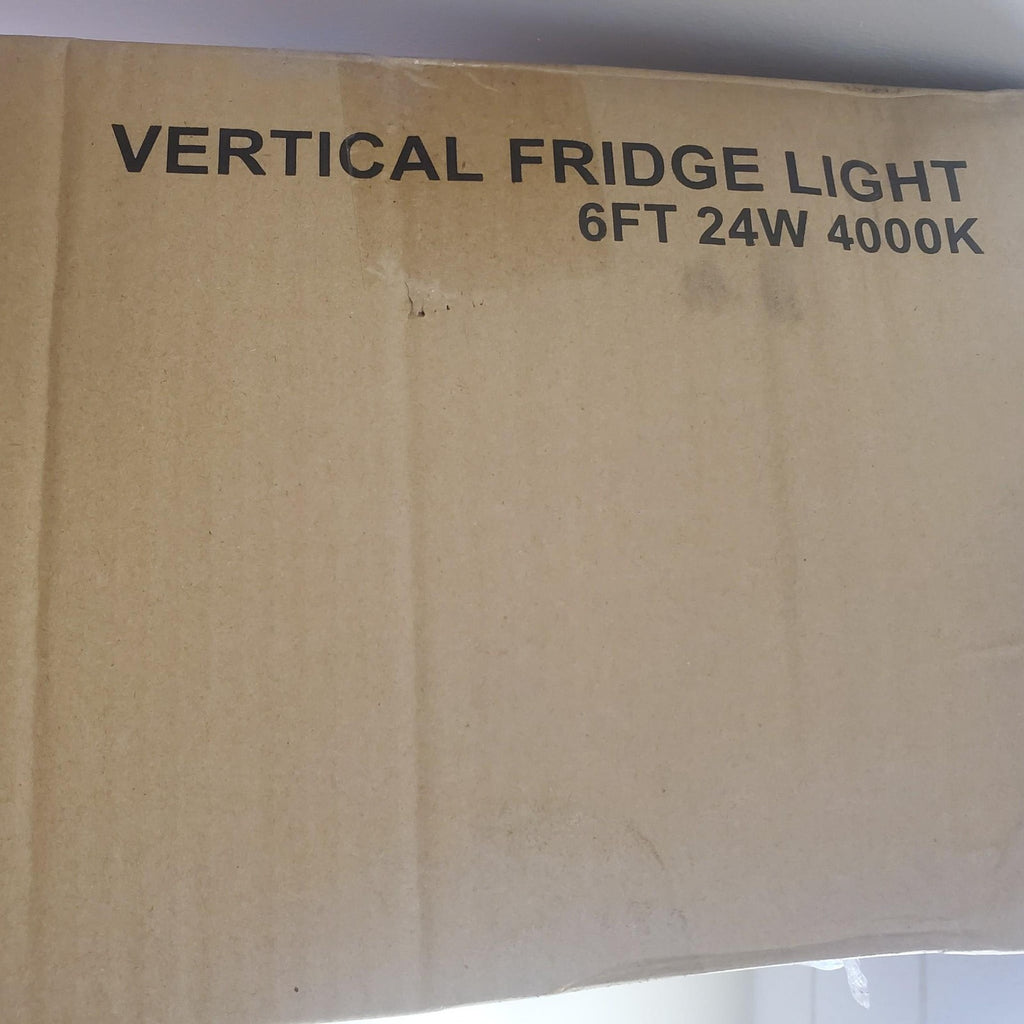 VERTICAL FRIDGE LIGHT
6FT 24W 4000K